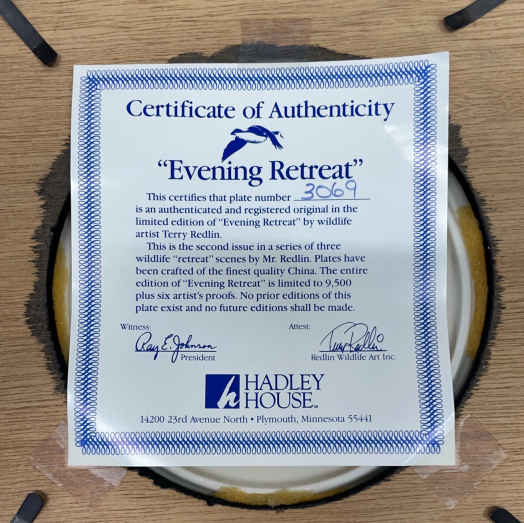 Certificate of Authenticity
“Evening Retreat”
This certifies that plate number 3069
is an authenticated and registered original in the
limited edition of “Evening Retreat” by wildlife
artist Terry Redlin.
This is the second issue in a series of three
wildlife “retreat” scenes by Mr. Redlin. Plates have
been crafted of the finest quality China. The entire
edition of “Evening Retreat” is limited to 9,500
plus six artist’s proofs. No prior editions of this
plate exist and no future editions shall be made.
Witness: Attest:
Ray E. Johnson Terry Redlin
President Redlin Wildlife Art Inc.
h HADLEY
HOUSE™
14200 23rd Avenue North • Plymouth, Minnesota 55441